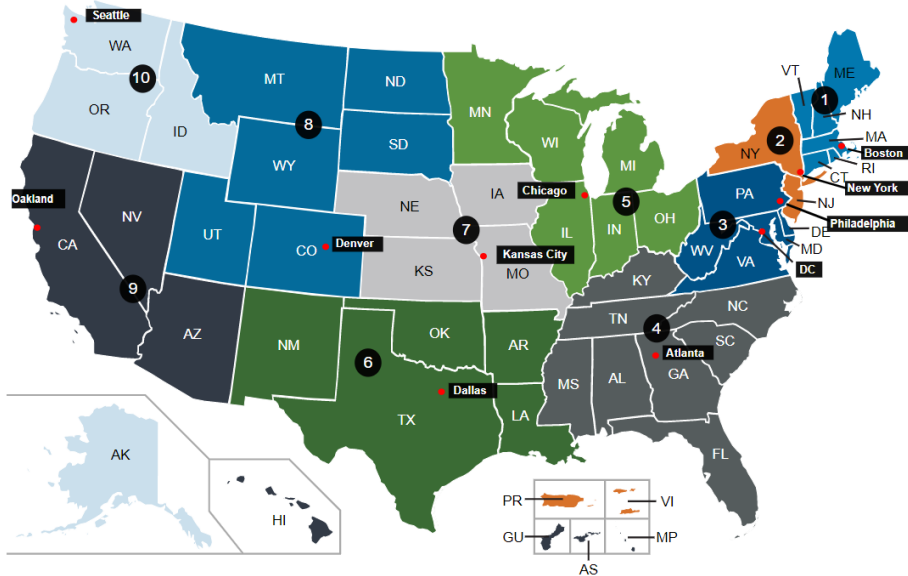 Seattle
WA
10
OR
ID
MT
ND
8
SD
WY
MN
WI
MI
VT
ME
1
NH
MA
Boston
RI
CT
2
NY
New York
NJ
Philadelphia
PA
3
DE
MD
DC
WV
VA
Oakland
NV
CA
UT
CO
Denver
NE
IA
7
Kansas City
KS
MO
Chicago
5
IL
IN
OH
KY
9
AZ
NM
OK
AR
6
Dallas
TX
LA
TN
NC
4
SC
Atlanta
MS
AL
GA
FL
AK
HI
PR
VI
GU
MP
AS